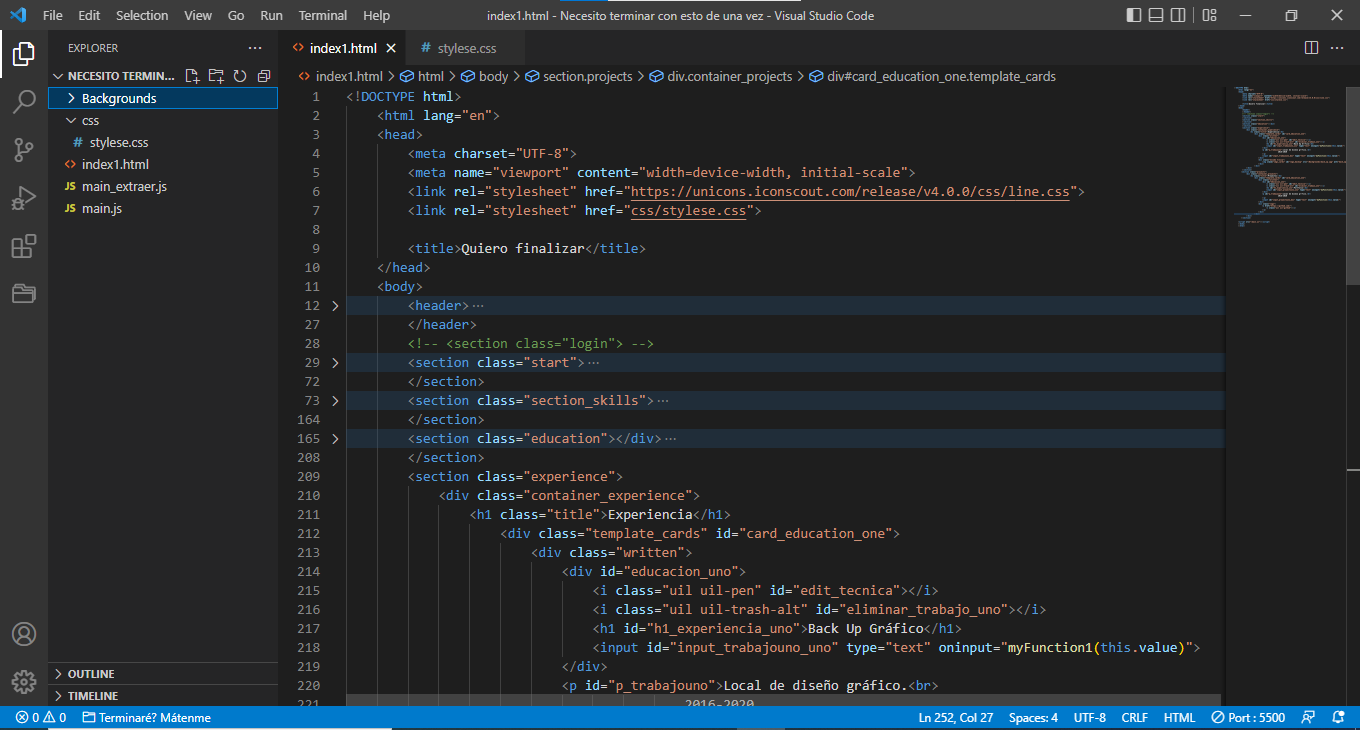 File Edit Selection View Go Run Terminal Help index1.html - Necesito terminar con esto de una vez - Visual Studio Code
EXPLORER
NECESITO TERMIN...
Backgrounds
css
# stylese.css
<> index1.html
JS main_extraer.js
JS main.js
OUTLINE
TIMELINE
<> index1.html # stylese.css
<> index1.html > html > body > section.projects > div.container_projects > div#card_education_one.template_cards
1 <!DOCTYPE html>
2 <html lang="en">
3 <head>
4 <meta charset="UTF-8">
5 <meta name="viewport" content="width=device-width, initial-scale">
6 <link rel="stylesheet" href="https://unicons.iconscout.com/release/v4.0.0/css/line.css">
7 <link rel="stylesheet" href="css/stylese.css">
8
9 <title>Quiero finalizar</title>
10 </head>
11 <body>
12 > <header>...
27 </header>
28 <!-- <section class="login"> -->
29 > <section class="start">...
72 </section>
73 > <section class="section_skills">...
164 </section>
165 > <section class="education"></div>...
208 </section>
209 <section class="experience">
210 <div class="container_experience">
211 <h1 class="title">Experiencia</h1>
212 <div class="template_cards" id="card_education_one">
213 <div class="written">
214 <div id="educacion_uno">
215 <i class="uil uil-pen" id="edit_tecnica"></i>
216 <i class="uil uil-trash-alt" id="eliminar_trabajo_uno"></i>
217 <h1 id="h1_experiencia_uno">Back Up Gráfico</h1>
218 <input id="input_trabajouno_uno" type="text" oninput="myFunction1(this.value)">
219 </div>
220 <p id="p_trabajouno">Local de diseño gráfico.<br>
221 2016-2020
0 0 Terminaré? Mátenme Ln 252, Col 27 Spaces: 4 UTF-8 CRLF HTML Port : 5500